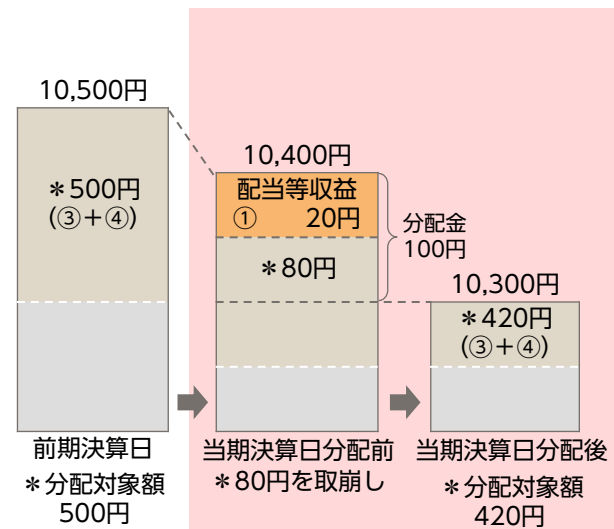 10,500円
＊500円
(③＋④)
前期決算日
＊分配対象額
500円
10,400円
配当等収益
① 20円
＊80円
分配金
100円
当期決算日分配前
＊80円を取崩し
10,300円
＊420円
(③＋④)
当期決算日分配後
＊分配対象額
420円